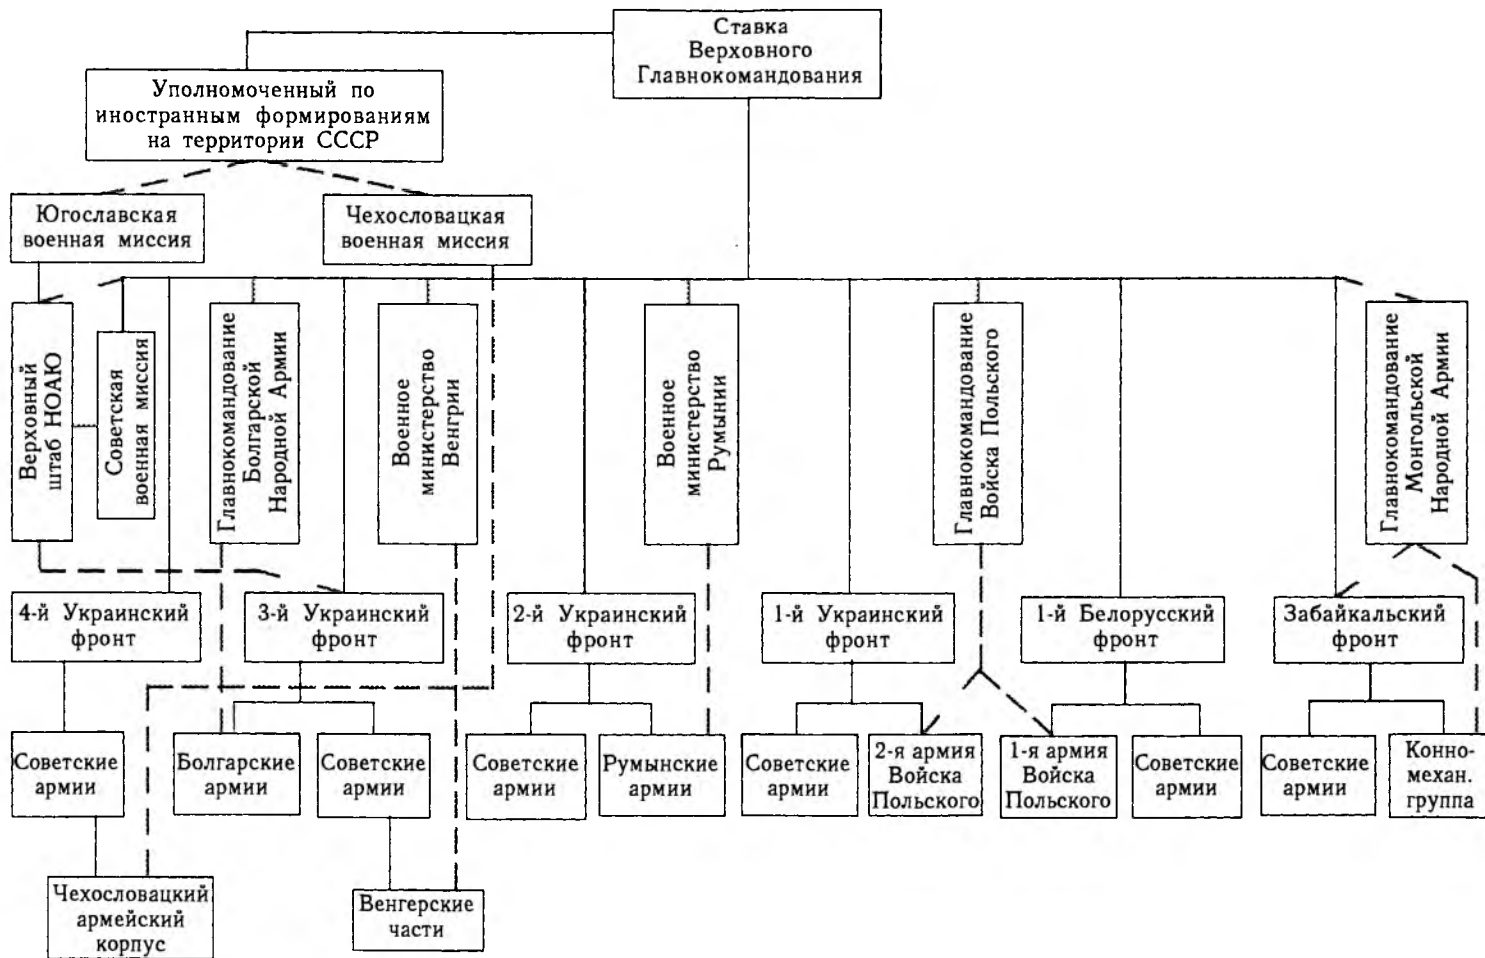 Ставка
Верховного
Главнокомандования
Уполномоченный по
иностранным формированиям
на территории СССР
Югославская
военная миссия
Чехословацкая
военная миссия
Верховный
штаб НОАЮ
Советская
военная миссия
Главнокомандование
Болгарской
Народной Армии
Военное
министерство
Венгрии
Военное
министерство
Румынии
Главнокомандование
Войска Польского
Главнокомандование
Монгольской
Народной Армии
4-й Украинский
фронт
3-й Украинский
фронт
2-й Украинский
фронт
1-й Украинский
фронт
1-й Белорусский
фронт
Забайкальский
фронт
Советские
армии
Болгарские
армии
Советские
армии
Советские
армии
Румынские
армии
Советские
армии
2-я армия
Войска
Польского
1-я армия
Войска
Польского
Советские
армии
Советские
армии
Конно-
механ.
группа
Чехословацкий
армейский
корпус
Венгерские
части